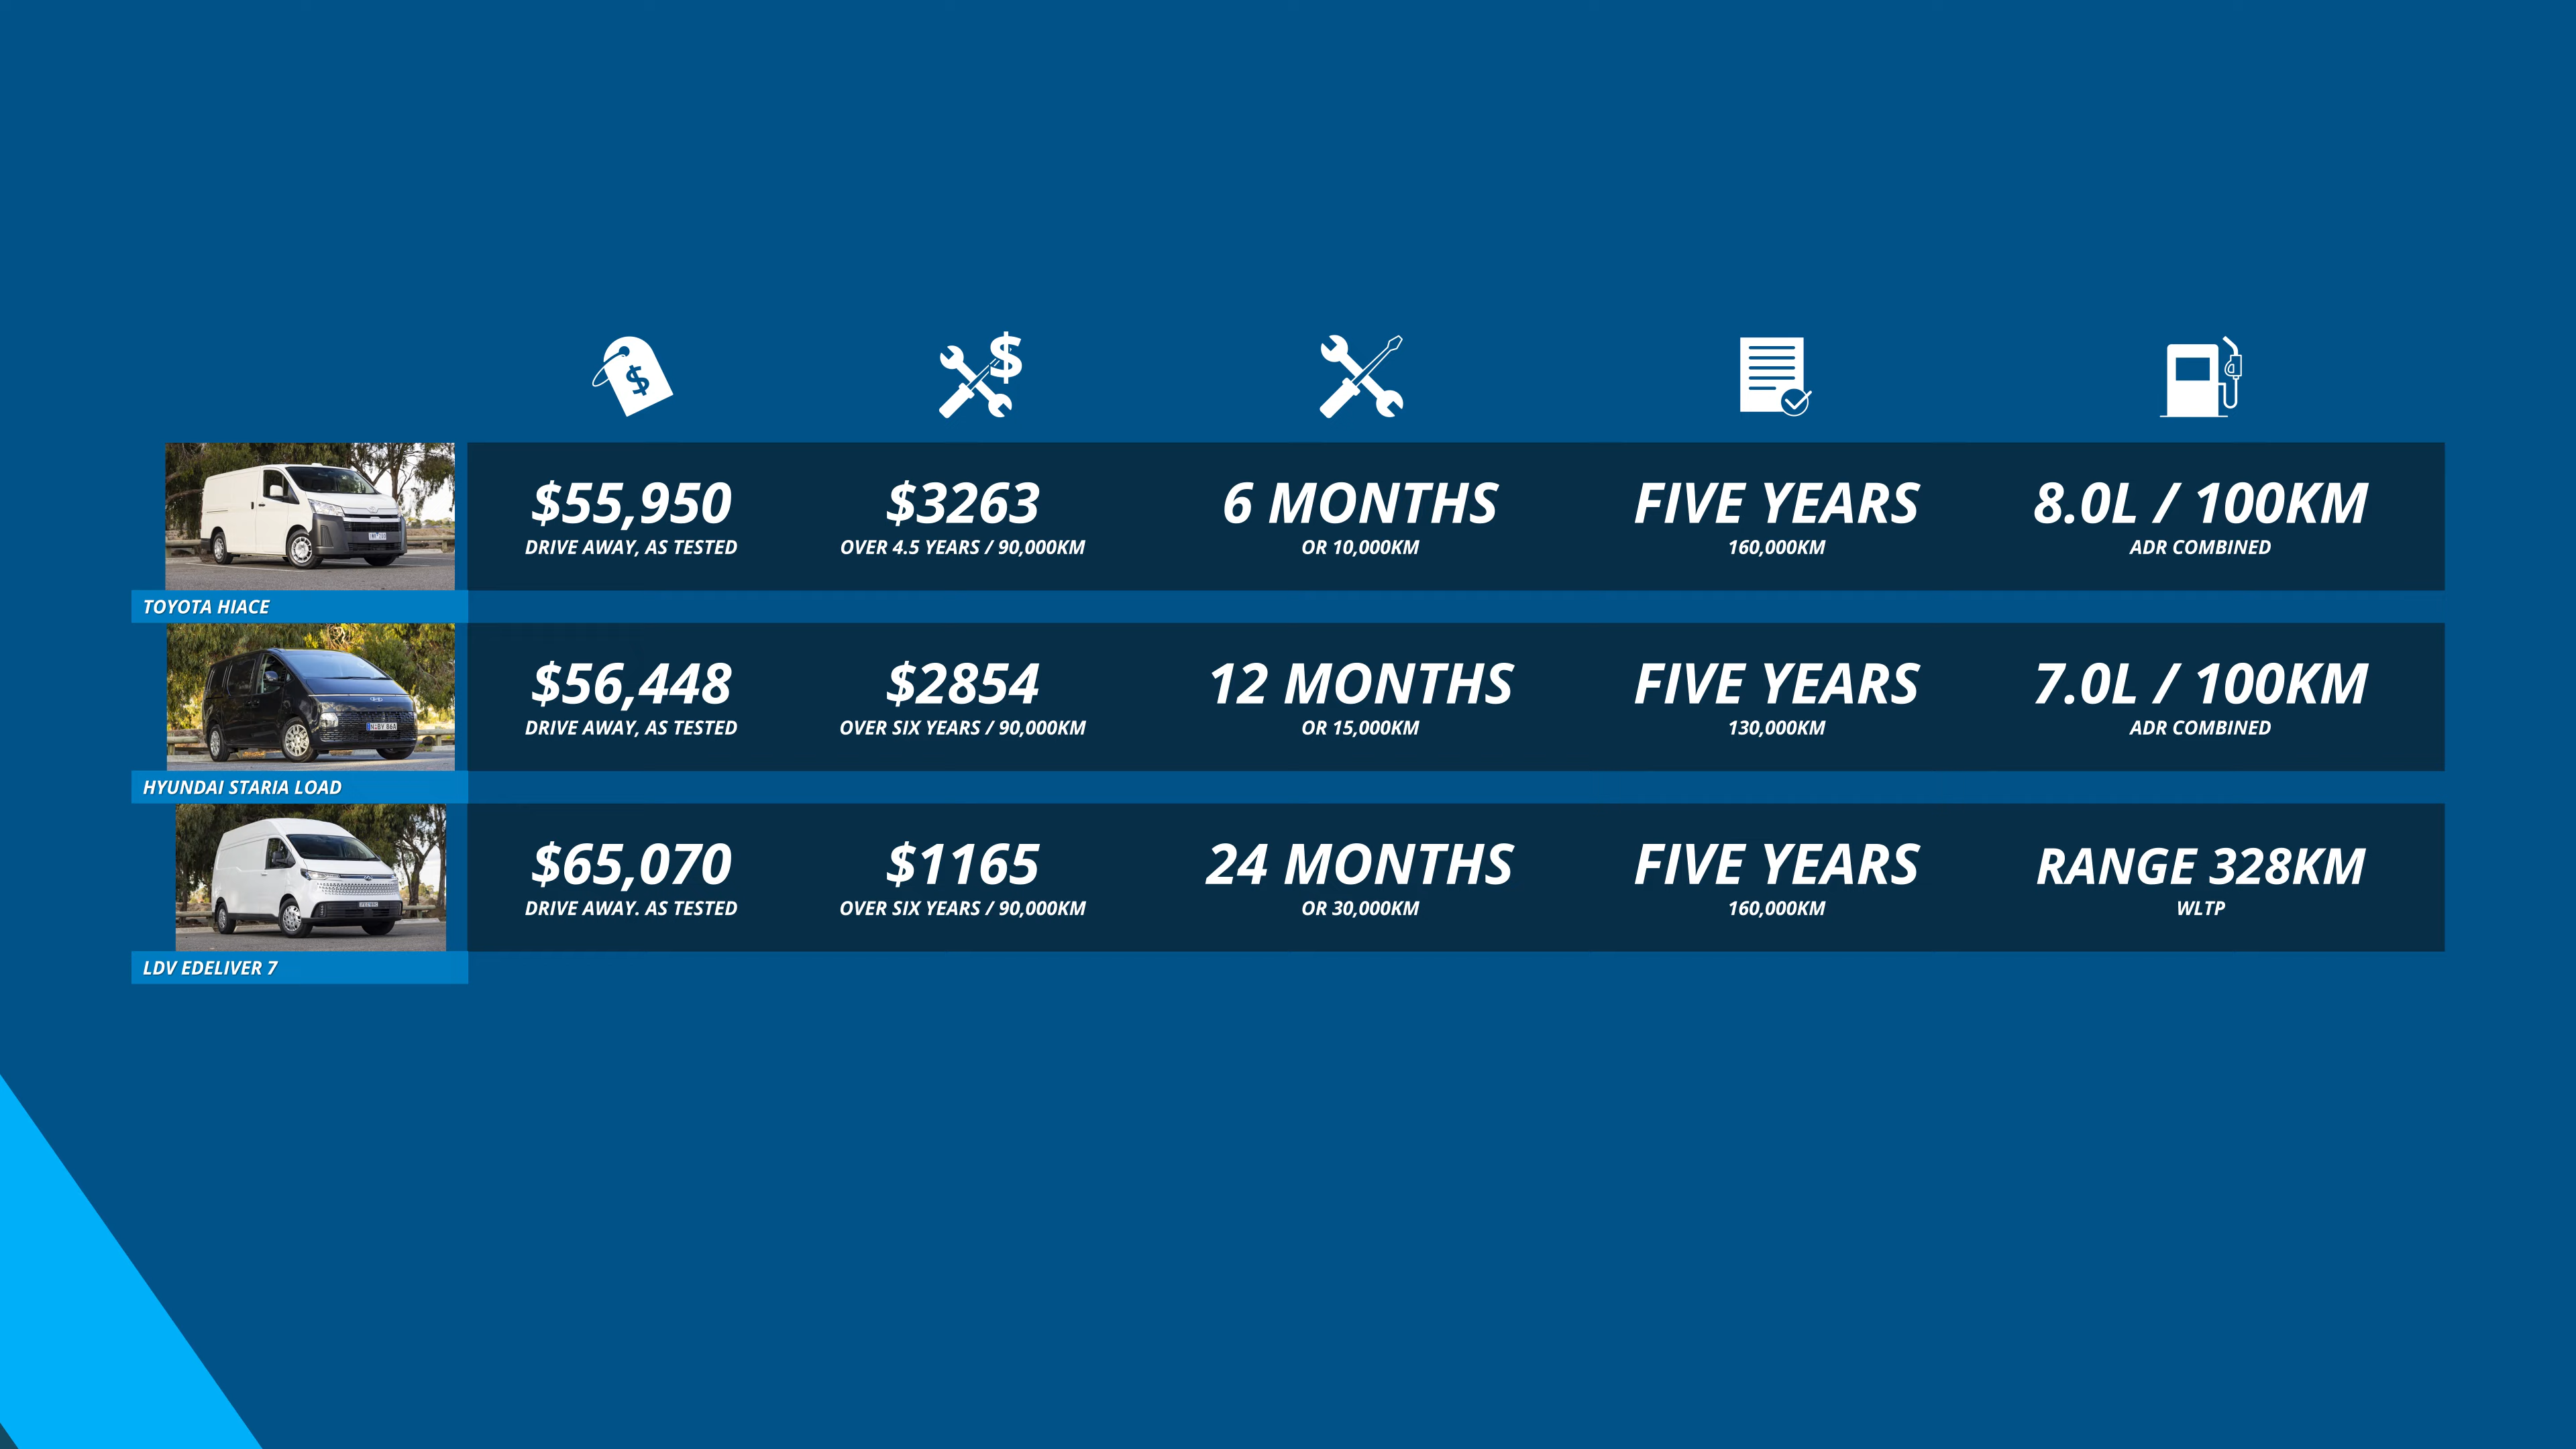 $
$
$55,950
DRIVE AWAY, AS TESTED
$3263
OVER 4.5 YEARS / 90,000KM
6 MONTHS
OR 10,000KM
FIVE YEARS
160,000KM
8.0L / 100KM
ADR COMBINED
TOYOTA HIACE
$56,448
DRIVE AWAY, AS TESTED
$2854
OVER SIX YEARS / 90,000KM
12 MONTHS
OR 15,000KM
FIVE YEARS
130,000KM
7.0L / 100KM
ADR COMBINED
HYUNDAI STARIA LOAD
$65,070
DRIVE AWAY. AS TESTED
$1165
OVER SIX YEARS / 90,000KM
24 MONTHS
OR 30,000KM
FIVE YEARS
160,000KM
RANGE 328KM
WLTP
LDV EDELIVER 7